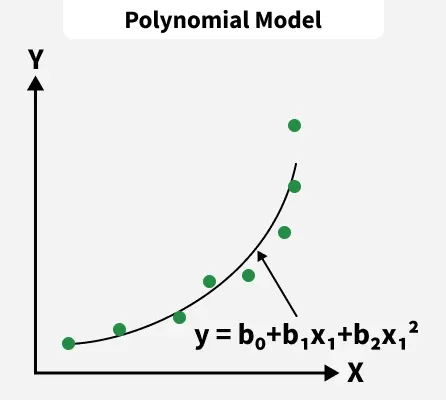 Polynomial Model
Y
y = b₀+b₁x₁+b₂x₁²
X